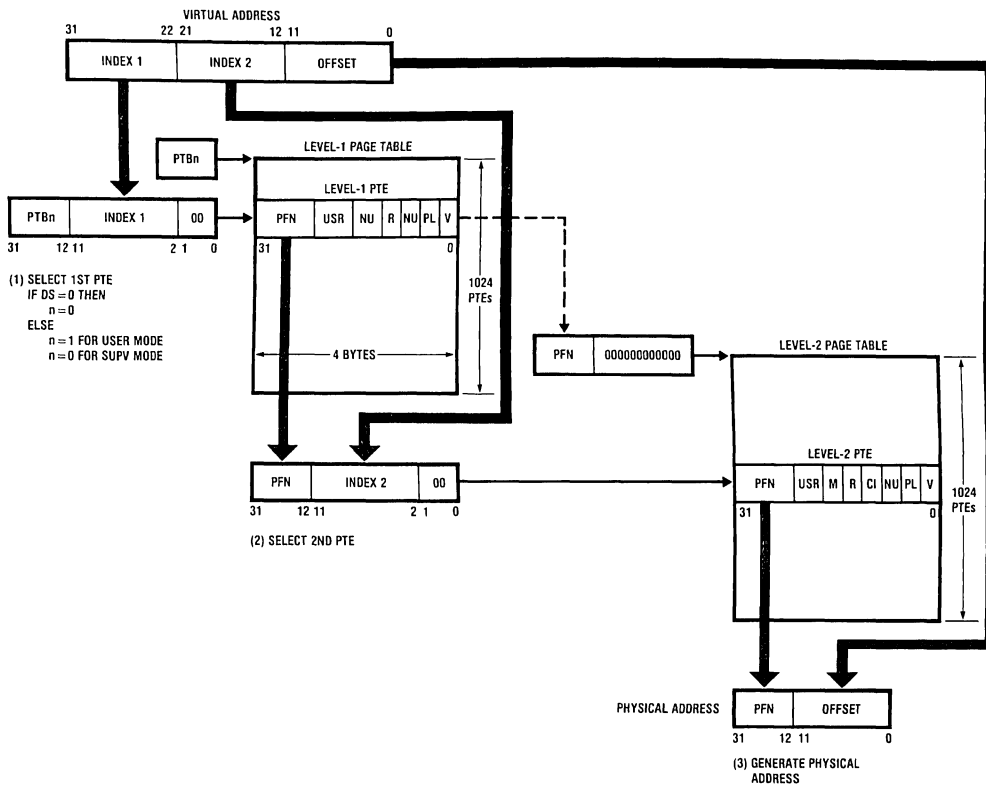 VIRTUAL ADDRESS
31 22 21 12 11 0
INDEX 1 INDEX 2 OFFSET
PTBn
LEVEL-1 PAGE TABLE
LEVEL-1 PTE
PTBn INDEX 1 00
PFN USR NU R NU PL V
31 12 11 2 1 0
31 0
(1) SELECT 1ST PTE
IF DS = 0 THEN
n = 0
ELSE
n = 1 FOR USER MODE
n = 0 FOR SUPV MODE
1024
PTEs
4 BYTES
PFN 000000000000
LEVEL-2 PAGE TABLE
LEVEL-2 PTE
PFN INDEX 2 00
31 12 11 2 1 0
(2) SELECT 2ND PTE
PFN USR M R CI NU PL V
31 0
1024
PTEs
PHYSICAL ADDRESS
PFN OFFSET
31 12 11 0
(3) GENERATE PHYSICAL
ADDRESS